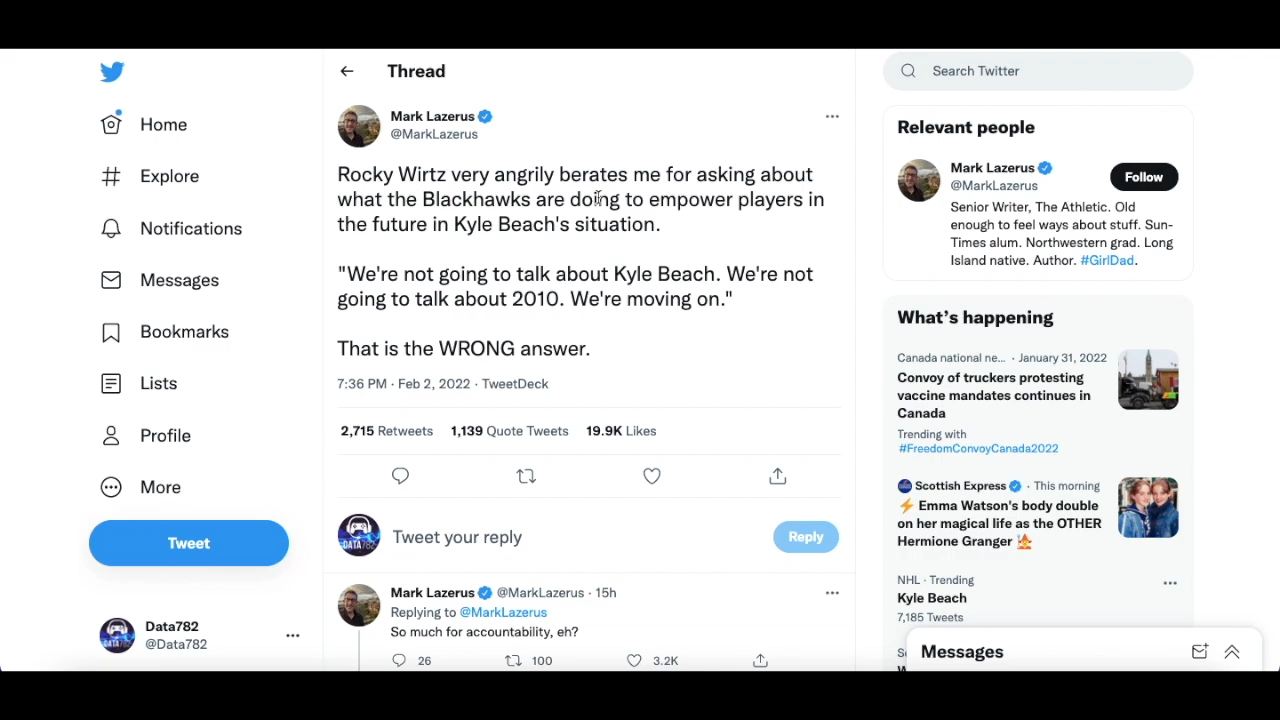 Thread
Search Twitter
Home
Explore
Notifications
Messages
Bookmarks
Lists
Profile
More
Tweet
Data782
@Data782
Mark Lazerus
@MarkLazerus
Rocky Wirtz very angrily berates me for asking about
what the Blackhawks are doing to empower players in
the future in Kyle Beach's situation.
"We're not going to talk about Kyle Beach. We're not
going to talk about 2010. We're moving on."
That is the WRONG answer.
7:36 PM · Feb 2, 2022 · TweetDeck
2,715 Retweets 1,139 Quote Tweets 19.9K Likes
DATA782
Tweet your reply
Reply
Mark Lazerus @MarkLazerus · 15h
Replying to @MarkLazerus
So much for accountability, eh?
26 100 3.2K
Relevant people
Mark Lazerus
@MarkLazerus
Follow
Senior Writer, The Athletic. Old
enough to feel ways about stuff. Sun-
Times alum. Northwestern grad. Long
Island native. Author. #GirlDad.
What's happening
Canada national ne... · January 31, 2022
Convoy of truckers protesting
vaccine mandates continues in
Canada
Trending with
#FreedomConvoyCanada2022
Scottish Express · This morning
⚡ Emma Watson's body double
on her magical life as the OTHER
Hermione Granger
NHL · Trending
Kyle Beach
7,185 Tweets
Messages